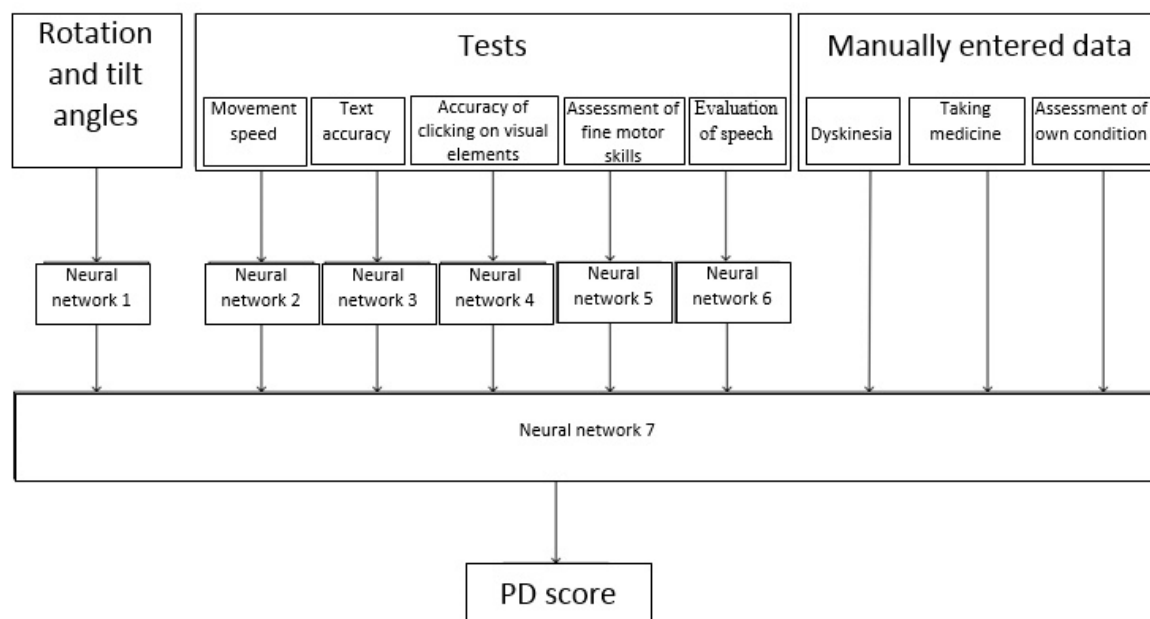 Rotation
and tilt
angles
Tests
Manually entered data
Movement
speed
Text
accuracy
Accuracy of
clicking on visual
elements
Assessment of
fine motor
skills
Evaluation
of speech
Dyskinesia
Taking
medicine
Assessment of
own condition
Neural
network 1
Neural
network 2
Neural
network 3
Neural
network 4
Neural
network 5
Neural
network 6
Neural network 7
PD score